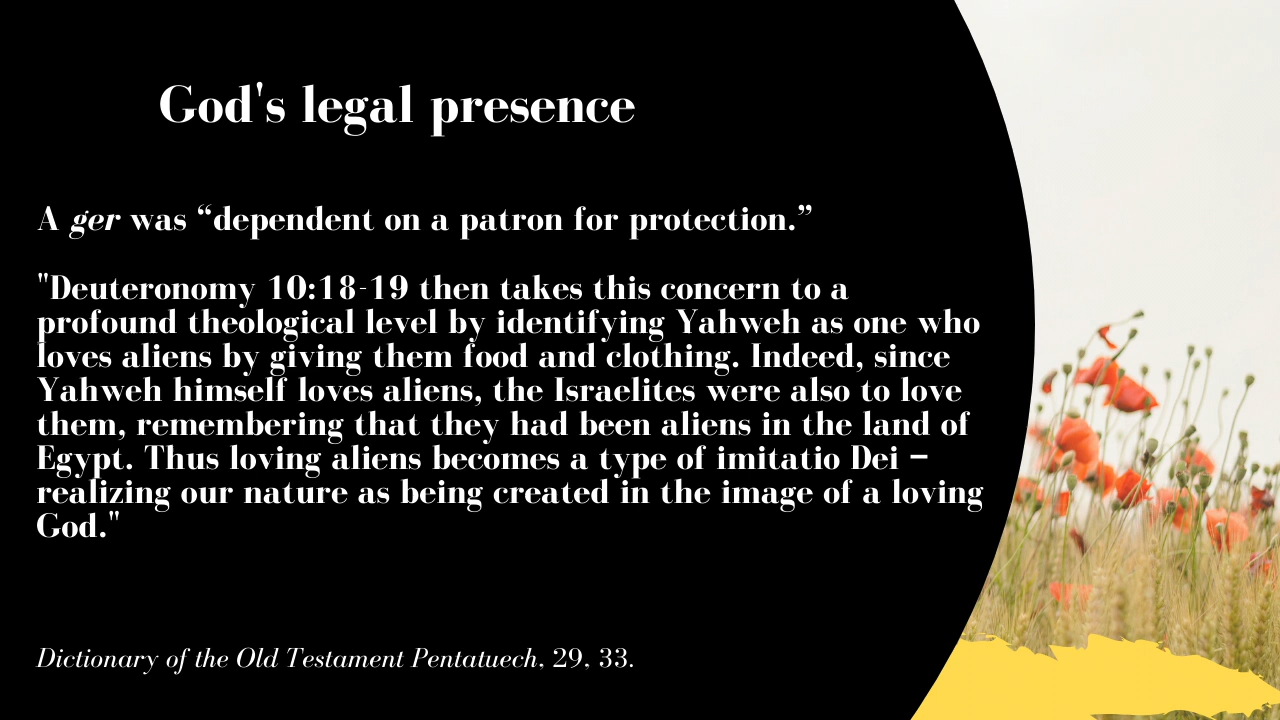 God's legal presence
A ger was “dependent on a patron for protection.”
"Deuteronomy 10:18-19 then takes this concern to a
profound theological level by identifying Yahweh as one who
loves aliens by giving them food and clothing. Indeed, since
Yahweh himself loves aliens, the Israelites were also to love
them, remembering that they had been aliens in the land of
Egypt. Thus loving aliens becomes a type of imitatio Dei –
realizing our nature as being created in the image of a loving
God."
Dictionary of the Old Testament Pentatuech, 29, 33.